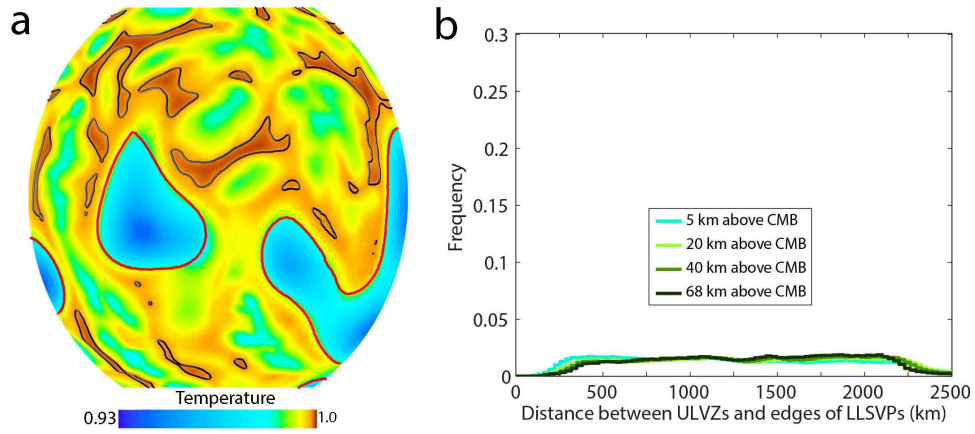 a
Temperature
0.93 1.0
b
0.3
0.25
0.2
0.15
0.1
0.05
0
Frequency
5 km above CMB
20 km above CMB
40 km above CMB
68 km above CMB
0 500 1000 1500 2000 2500
Distance between ULVZs and edges of LLSVPs (km)